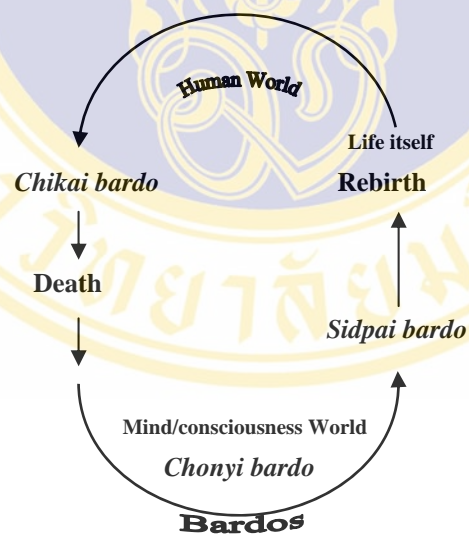 Human World
Life itself
Chikai bardo
Rebirth
Death
Sidpai bardo
Mind/consciousness World
Chonyi bardo
Bardos